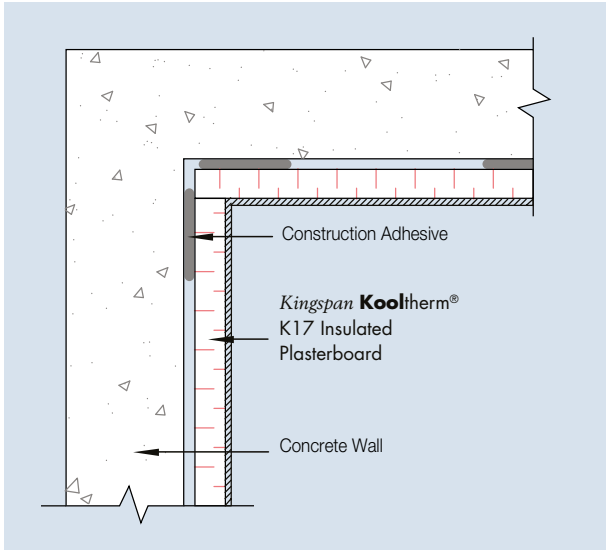 Construction Adhesive
Kingspan Kooltherm®
K17 Insulated
Plasterboard
Concrete Wall